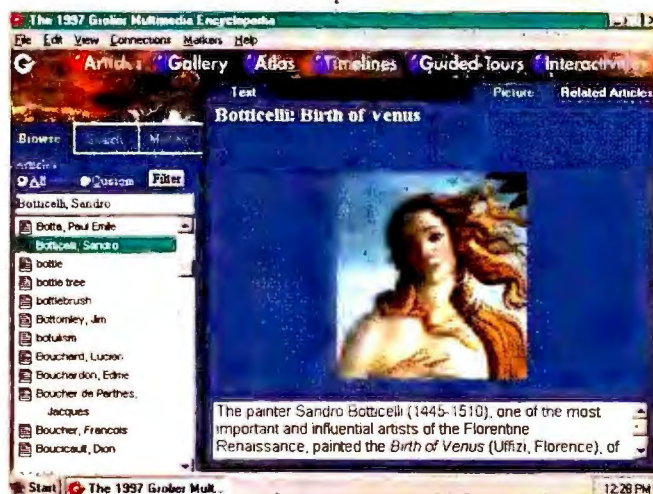 The 1997 Grolier Multimedia Encyclopedia
File Edit View Connections Markers Help
G Articles Gallery Atlas Timelines Guided Tours Interactivities
Text Picture Related Articles
Botticelli: Birth of Venus
Browse Search
Articles
All Custom Filter
Botticelli, Sandro
Botta, Paul Emile
Botticelli, Sandro
bottle
bottle tree
bottlebrush
Bottomley, Jim
botulism
Bouchard, Lucien
Bouchardon, Edme
Boucher de Perthes,
Jacques
Boucher, Francois
Boucicault, Dion
The painter Sandro Botticelli (1445-1510), one of the most
important and influential artists of the Florentine
Renaissance, painted the Birth of Venus (Uffizi, Florence), of
Start The 1997 Grolier Mult... 12:28 PM